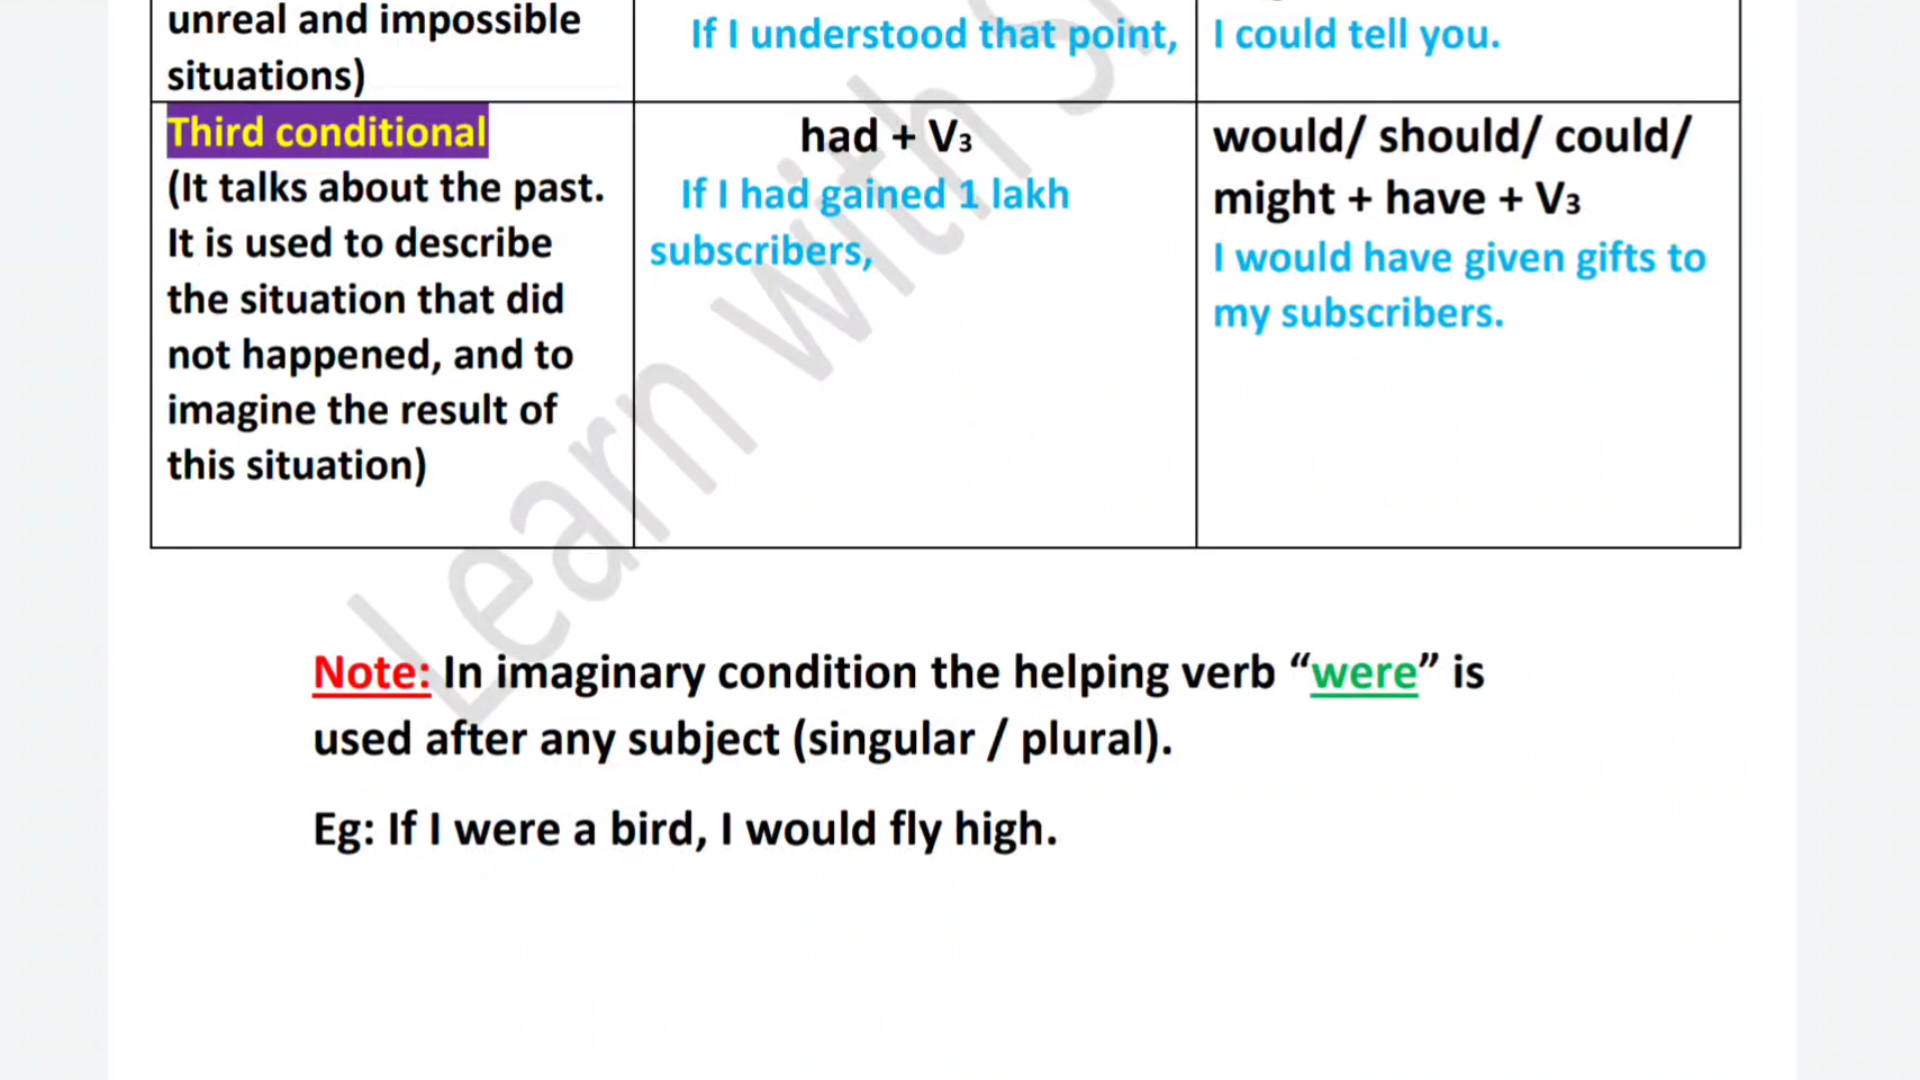 unreal and impossible
situations)
If I understood that point,
I could tell you.
Third conditional
(It talks about the past.
It is used to describe
the situation that did
not happened, and to
imagine the result of
this situation)
had + V₃
If I had gained 1 lakh
subscribers,
would/ should/ could/
might + have + V₃
I would have given gifts to
my subscribers.
Learn with
Note: In imaginary condition the helping verb “were” is
used after any subject (singular / plural).
Eg: If I were a bird, I would fly high.